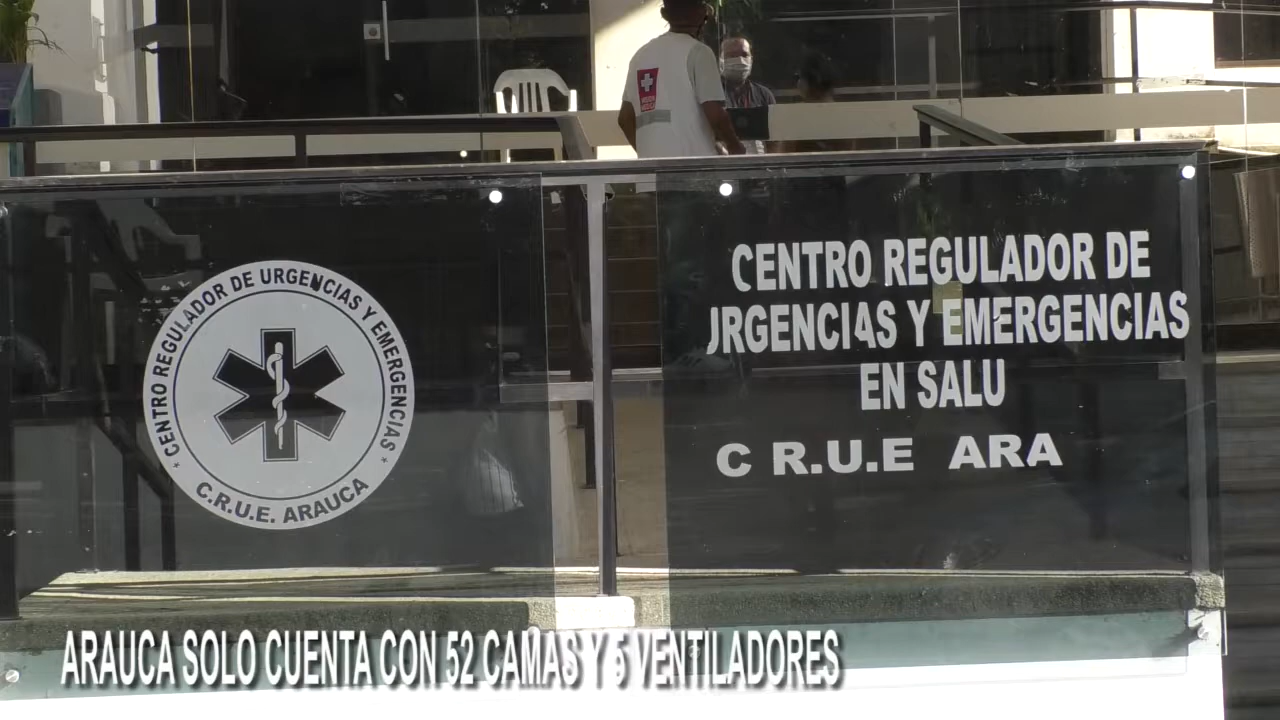 CENTRO REGULADOR DE
URGENCIAS Y EMERGENCIAS
EN SALU
C R.U.E ARA
CENTRO REGULADOR DE URGENCIAS Y EMERGENCIAS
C.R.U.E. ARAUCA
ARAUCA SOLO CUENTA CON 52 CAMAS Y 5 VENTILADORES